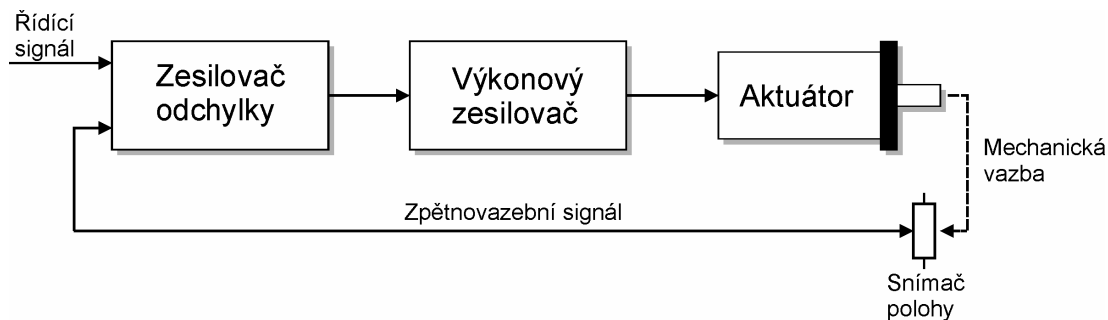 Řídící
signál
Zesilovač
odchylky
Výkonový
zesilovač
Aktuátor
Mechanická
vazba
Zpětnovazební signál
Snímač
polohy